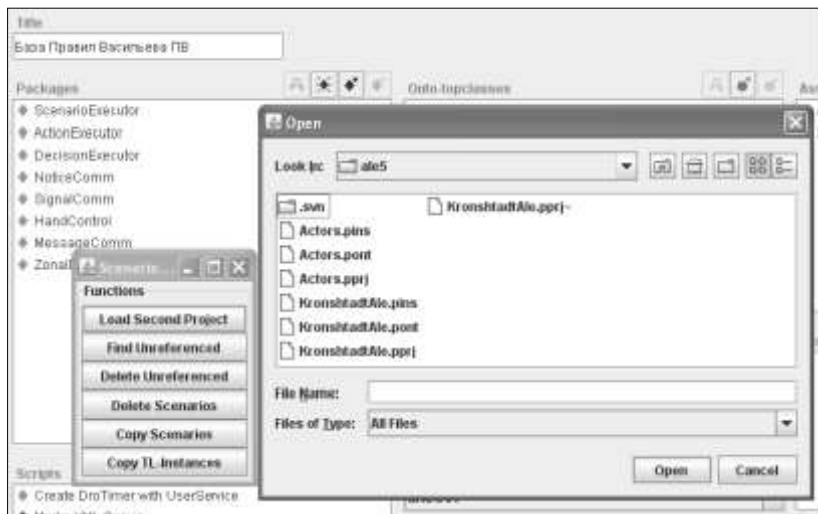 Title
База Правил Васильева ПВ
Packages
Onto-topclasses
ScenarioExecutor
ActionExecutor
DecisionExecutor
NoticeComm
SignalComm
HandControl
MessageComm
Open
Look In: ale5
.svn
Actors.pins
Actors.pont
Actors.pprj
KronshtadtAle.pins
KronshtadtAle.pont
KronshtadtAle.pprj
KronshtadtAle.pprj~
File Name:
Files of Type: All Files
Open Cancel
Scenario...
Functions
Load Second Project
Find Unreferenced
Delete Unreferenced
Delete Scenarios
Copy Scenarios
Copy TL-Instances
Scripts
Create DroTimer with UserService